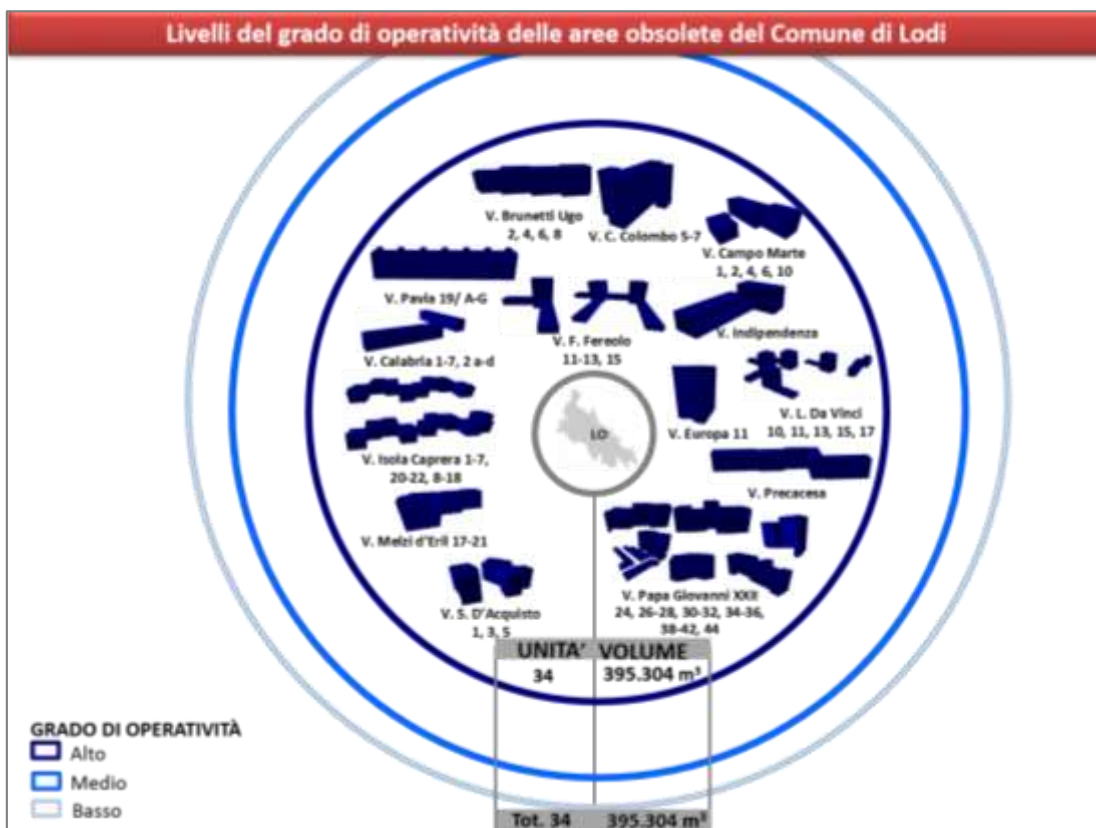 Livelli del grado di operatività delle aree obsolete del Comune di Lodi
V. Brunetti Ugo
2, 4, 6, 8
V. C. Colombo 5-7
V. Campo Marte
1, 2, 4, 6, 10
V. Pavia 19/ A-G
V. Indipendenza
V. F. Fereolo
11-13, 15
V. Calabria 1-7, 2 a-d
V. L. Da Vinci
10, 11, 13, 15, 17
V. Europa 11
LO
V. Isola Caprera 1-7,
20-22, 8-18
V. Precacesa
V. Melzi d'Eril 17-21
V. Papa Giovanni XXII
24, 26-28, 30-32, 34-36,
38-42, 44
V. S. D'Acquisto
1, 3, 5
UNITA' VOLUME
34 395.304 m³
GRADO DI OPERATIVITÀ
Alto
Medio
Basso
Tot. 34 395.304 m³